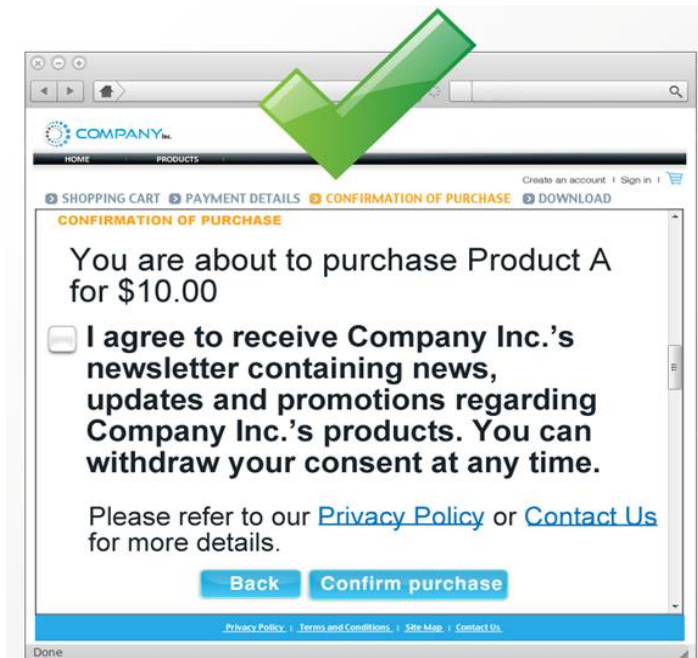 COMPANY Inc.
HOME PRODUCTS
Create an account | Sign in |
SHOPPING CART PAYMENT DETAILS CONFIRMATION OF PURCHASE DOWNLOAD
CONFIRMATION OF PURCHASE
You are about to purchase Product A
for $10.00
I agree to receive Company Inc.’s
newsletter containing news,
updates and promotions regarding
Company Inc.’s products. You can
withdraw your consent at any time.
Please refer to our Privacy Policy or Contact Us
for more details.
Back Confirm purchase
Privacy Policy | Terms and Conditions | Site Map | Contact Us
Done